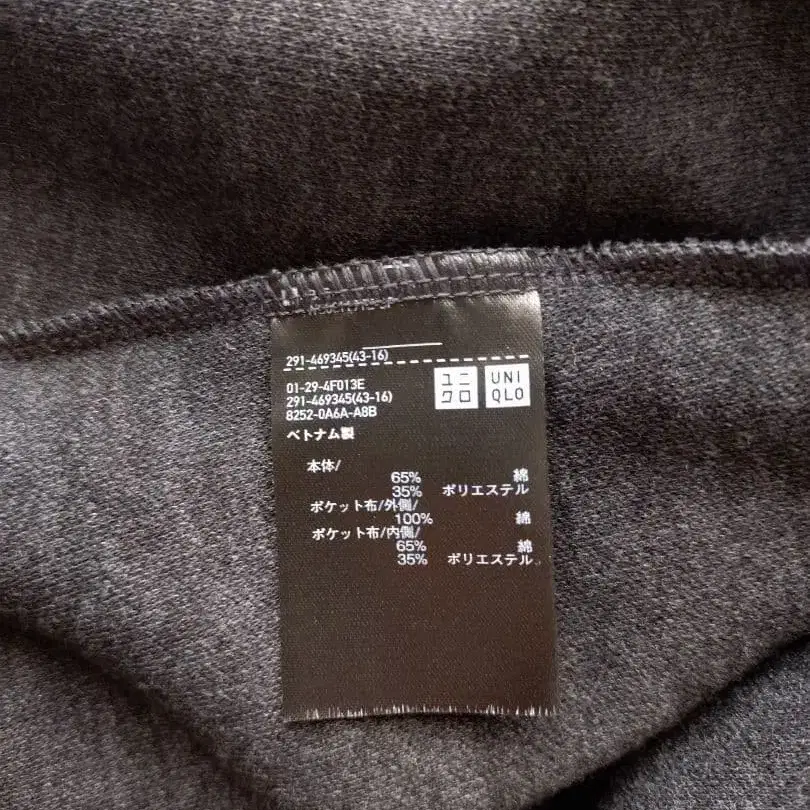 291-469345(43-16)
01-29-4F013E
291-469345(43-16)
8252-0A6A-A8B
ユニ
クロ
UNI
QLO
ベトナム製
本体/
65% 綿
35% ポリエステル
ポケット布/外側/
100% 綿
ポケット布/内側/
65% 綿
35% ポリエステル